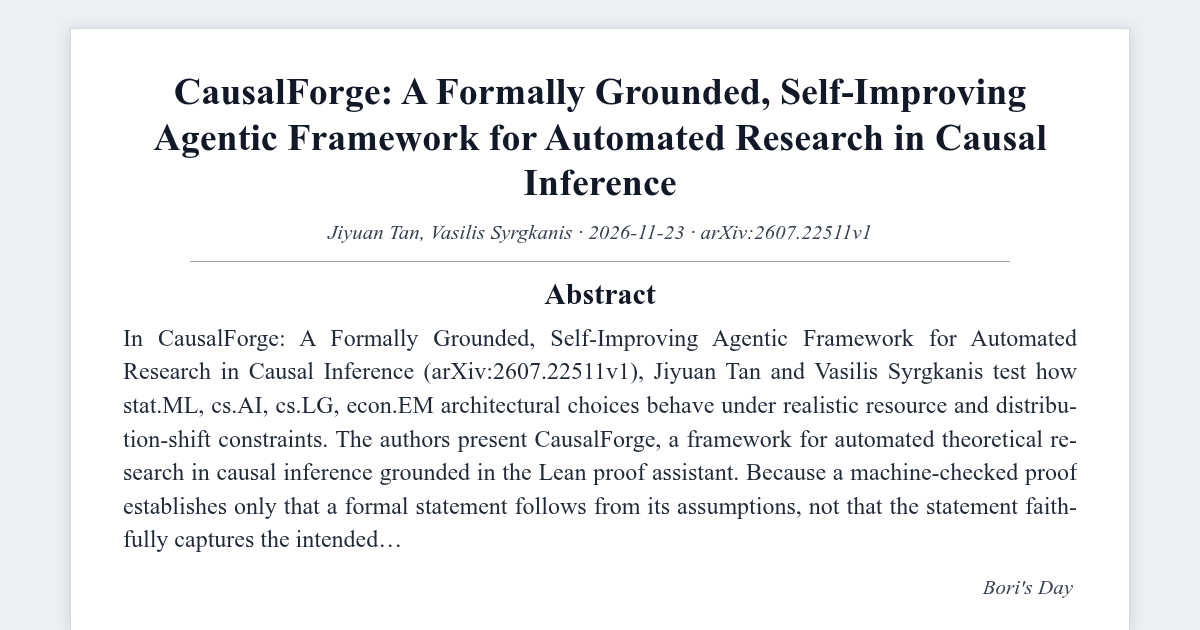 CausalForge: A Formally Grounded, Self-Improving
Agentic Framework for Automated Research in Causal
Inference
Jiyuan Tan, Vasilis Syrgkanis · 2026-11-23 · arXiv:2607.22511v1
Abstract
In CausalForge: A Formally Grounded, Self-Improving Agentic Framework for Automated
Research in Causal Inference (arXiv:2607.22511v1), Jiyuan Tan and Vasilis Syrgkanis test how
stat.ML, cs.AI, cs.LG, econ.EM architectural choices behave under realistic resource and distribu-
tion-shift constraints. The authors present CausalForge, a framework for automated theoretical re-
search in causal inference grounded in the Lean proof assistant. Because a machine-checked proof
establishes only that a formal statement follows from its assumptions, not that the statement faith-
fully captures the intended…
Bori's Day